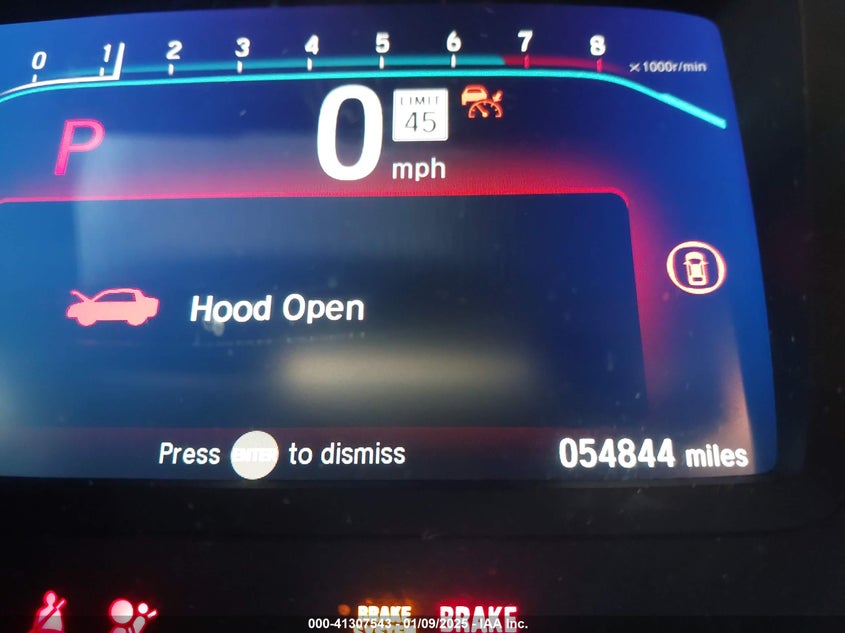 0 1 2 3 4 5 6 7 8 ×1000r/min
P 0 mph LIMIT 45
Hood Open
Press ENTER to dismiss
054844 miles
BRAKE SYSTEM
BRAKE
000-41307543 - 01/09/2025 - IAA Inc.